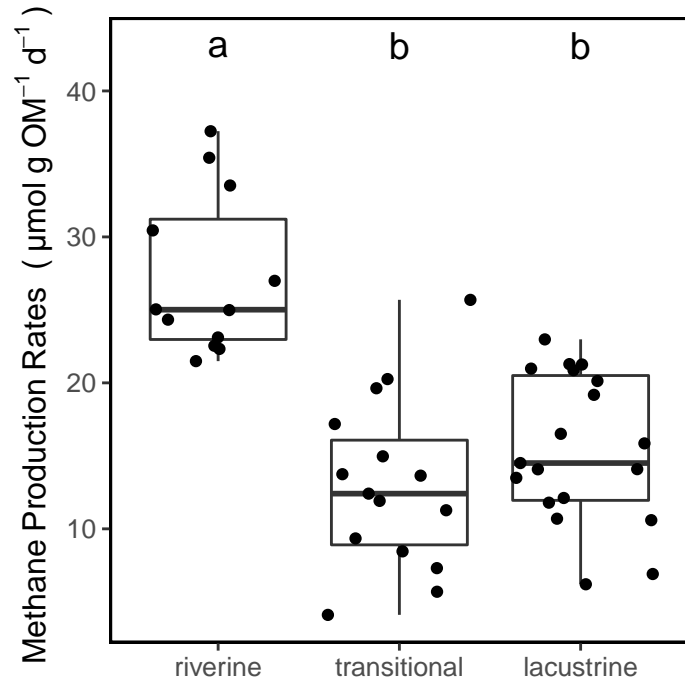 Methane Production Rates ( µmol g OM⁻¹ d⁻¹ )
a b b
40
30
20
10
riverine transitional lacustrine